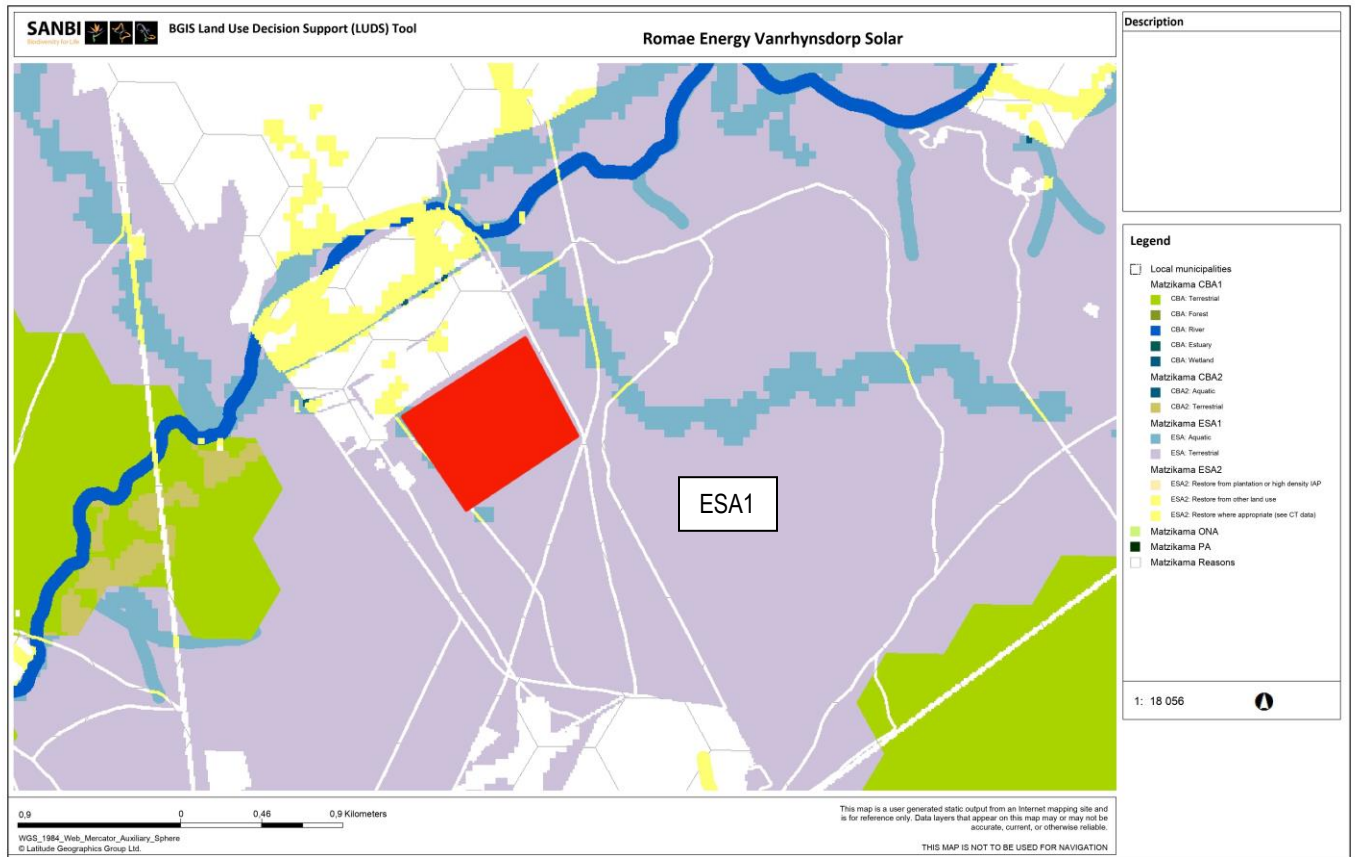 SANBI
Biodiversity for Life
BGIS Land Use Decision Support (LUDS) Tool
Romae Energy Vanrhynsdorp Solar
Description
ESA1
Legend
Local municipalities
Matzikama CBA1
CBA: Terrestrial
CBA: Forest
CBA: River
CBA: Estuary
CBA: Wetland
Matzikama CBA2
CBA2: Aquatic
CBA2: Terrestrial
Matzikama ESA1
ESA: Aquatic
ESA: Terrestrial
Matzikama ESA2
ESA2: Restore from plantation or high density IAP
ESA2: Restore from other land use
ESA2: Restore where appropriate (see CT data)
Matzikama ONA
Matzikama PA
Matzikama Reasons
1: 18 056
0,9 0 0,46 0,9 Kilometers
WGS_1984_Web_Mercator_Auxiliary_Sphere
© Latitude Geographics Group Ltd.
This map is a user generated static output from an Internet mapping site and
is for reference only. Data layers that appear on this map may or may not be
accurate, current, or otherwise reliable.
THIS MAP IS NOT TO BE USED FOR NAVIGATION